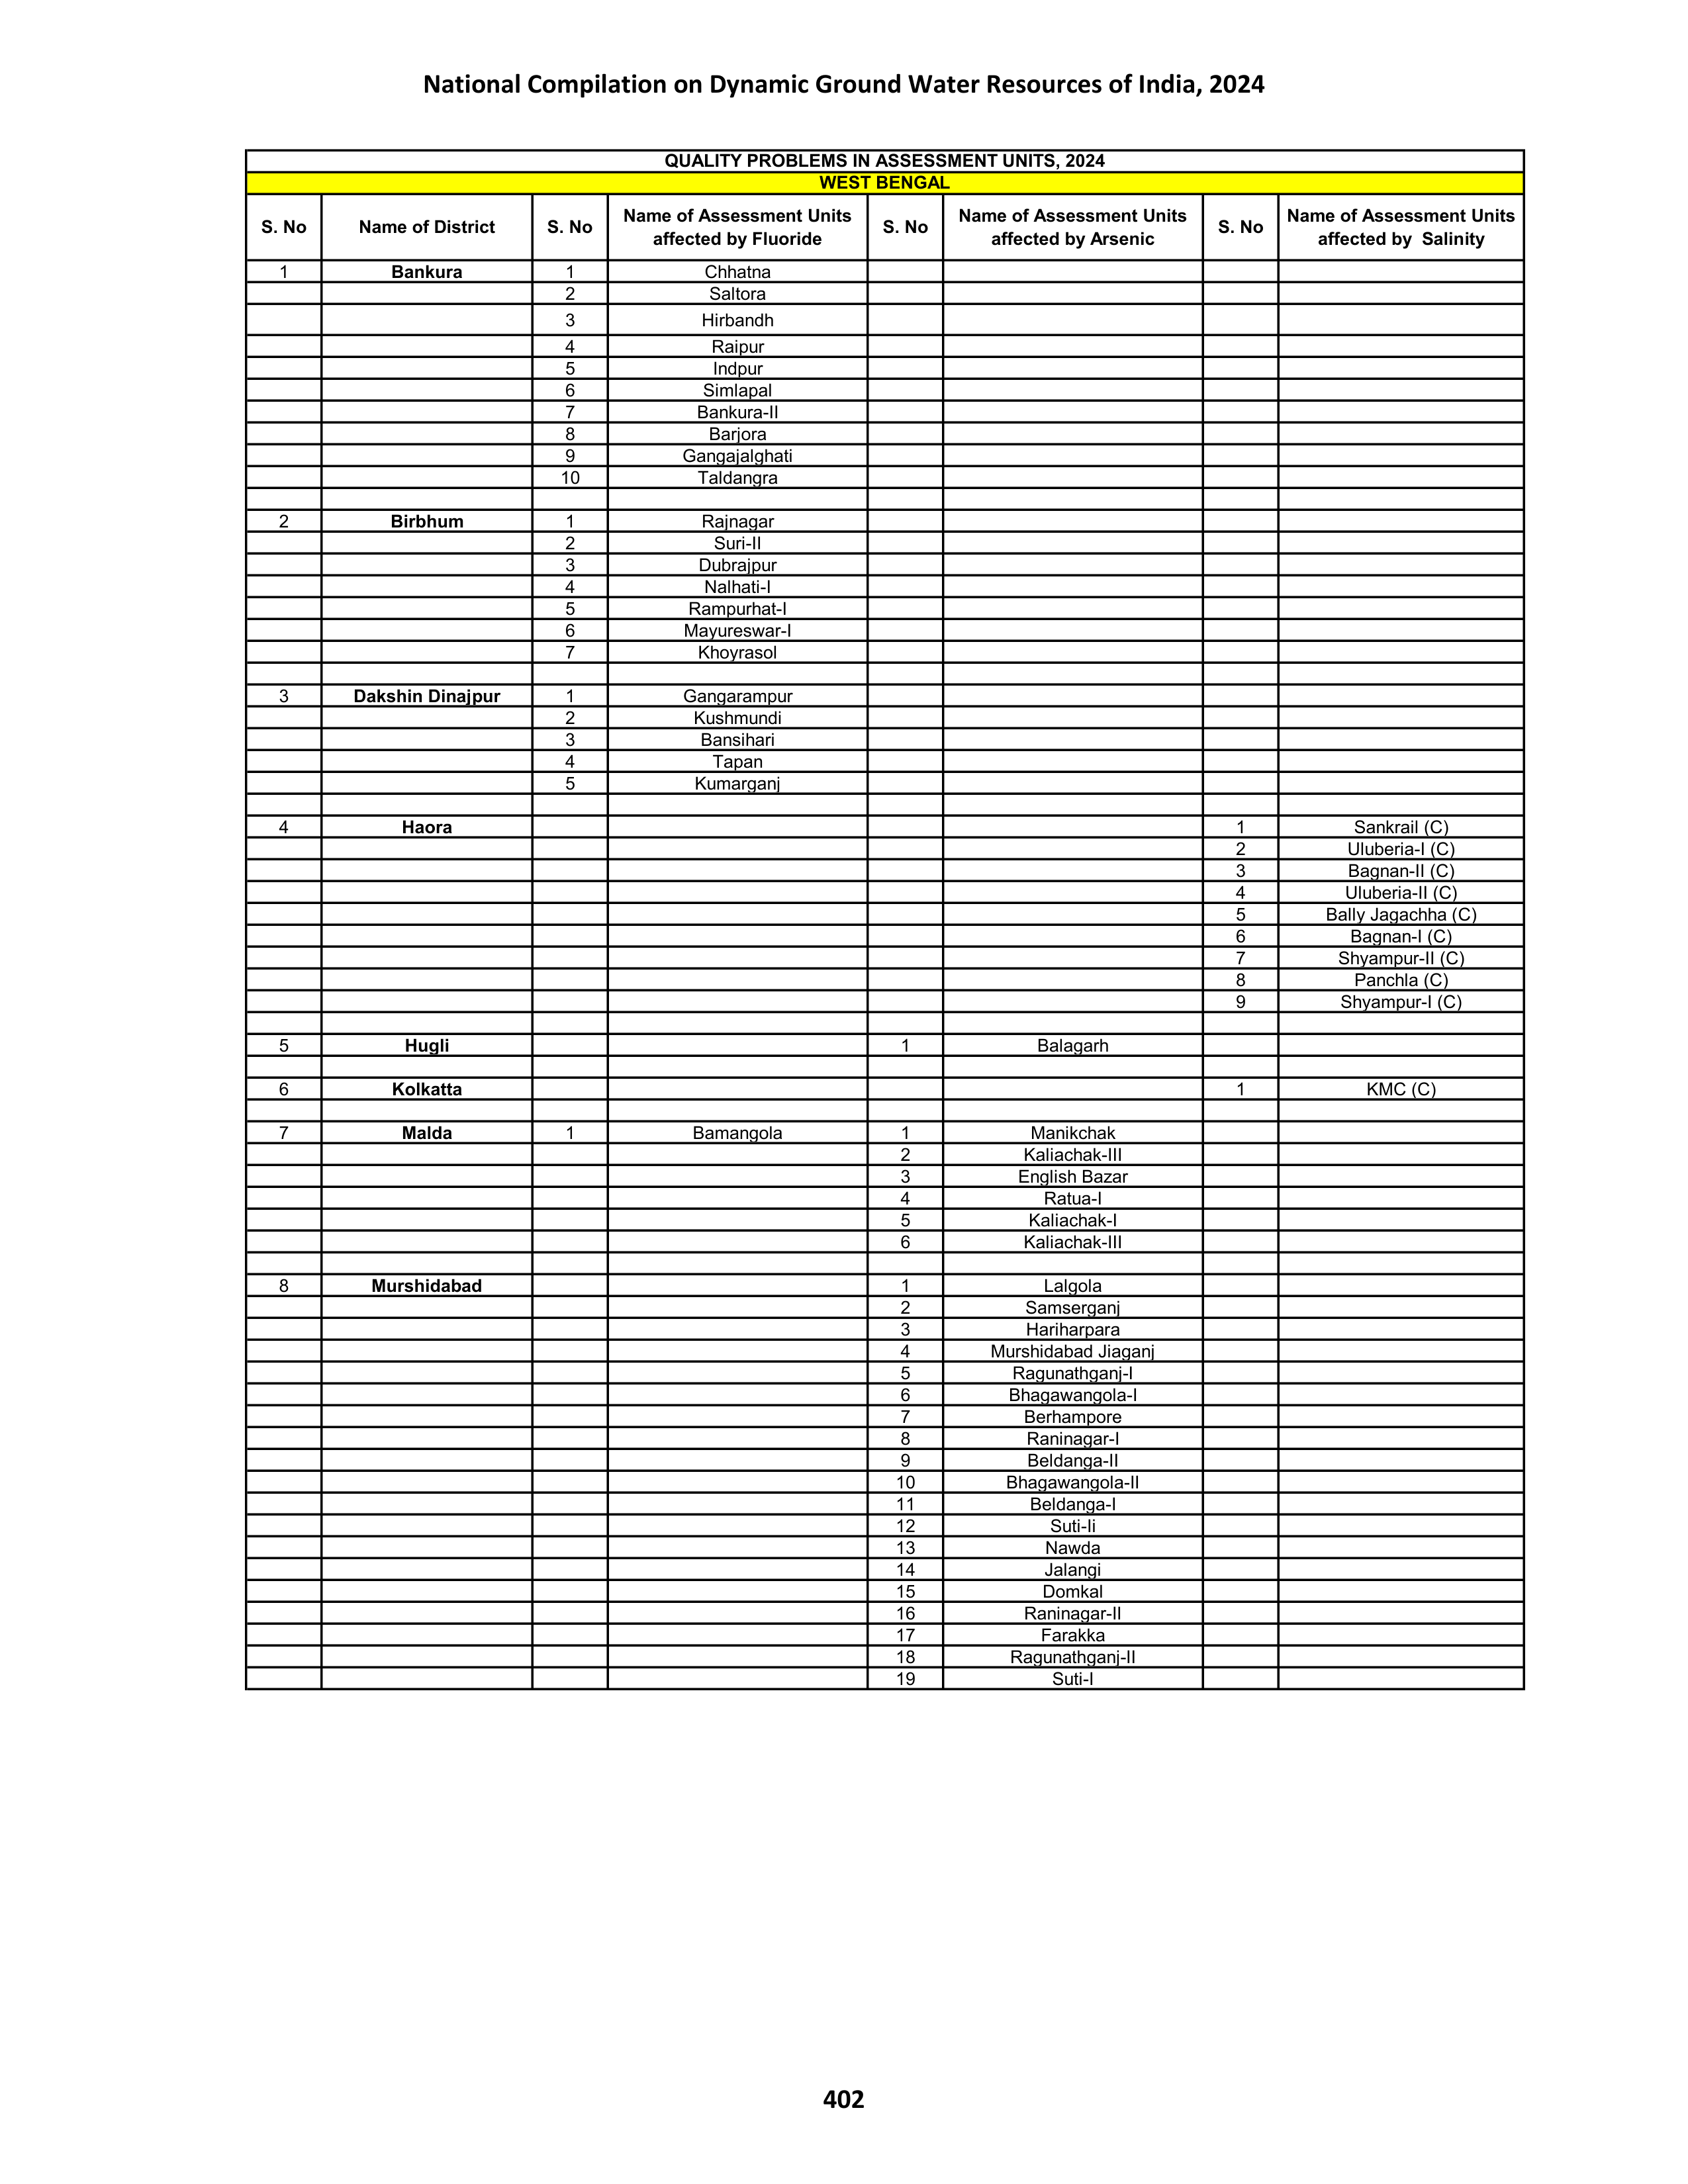 National Compilation on Dynamic Ground Water Resources of India, 2024
QUALITY PROBLEMS IN ASSESSMENT UNITS, 2024
WEST BENGAL
S. No Name of District S. No Name of Assessment Units affected by Fluoride S. No Name of Assessment Units affected by Arsenic S. No Name of Assessment Units affected by Salinity
1 Bankura 1 Chhatna
2 Saltora
3 Hirbandh
4 Raipur
5 Indpur
6 Simlapal
7 Bankura-II
8 Barjora
9 Gangajalghati
10 Taldangra
2 Birbhum 1 Rajnagar
2 Suri-II
3 Dubrajpur
4 Nalhati-I
5 Rampurhat-I
6 Mayureswar-I
7 Khoyrasol
3 Dakshin Dinajpur 1 Gangarampur
2 Kushmundi
3 Bansihari
4 Tapan
5 Kumarganj
4 Haora 1 Sankrail (C)
2 Uluberia-I (C)
3 Bagnan-II (C)
4 Uluberia-II (C)
5 Bally Jagachha (C)
6 Bagnan-I (C)
7 Shyampur-II (C)
8 Panchla (C)
9 Shyampur-I (C)
5 Hugli 1 Balagarh
6 Kolkatta 1 KMC (C)
7 Malda 1 Bamangola 1 Manikchak
2 Kaliachak-III
3 English Bazar
4 Ratua-I
5 Kaliachak-I
6 Kaliachak-III
8 Murshidabad 1 Lalgola
2 Samserganj
3 Hariharpara
4 Murshidabad Jiaganj
5 Ragunathganj-I
6 Bhagawangola-I
7 Berhampore
8 Raninagar-I
9 Beldanga-II
10 Bhagawangola-II
11 Beldanga-I
12 Suti-Ii
13 Nawda
14 Jalangi
15 Domkal
16 Raninagar-II
17 Farakka
18 Ragunathganj-II
19 Suti-I
402